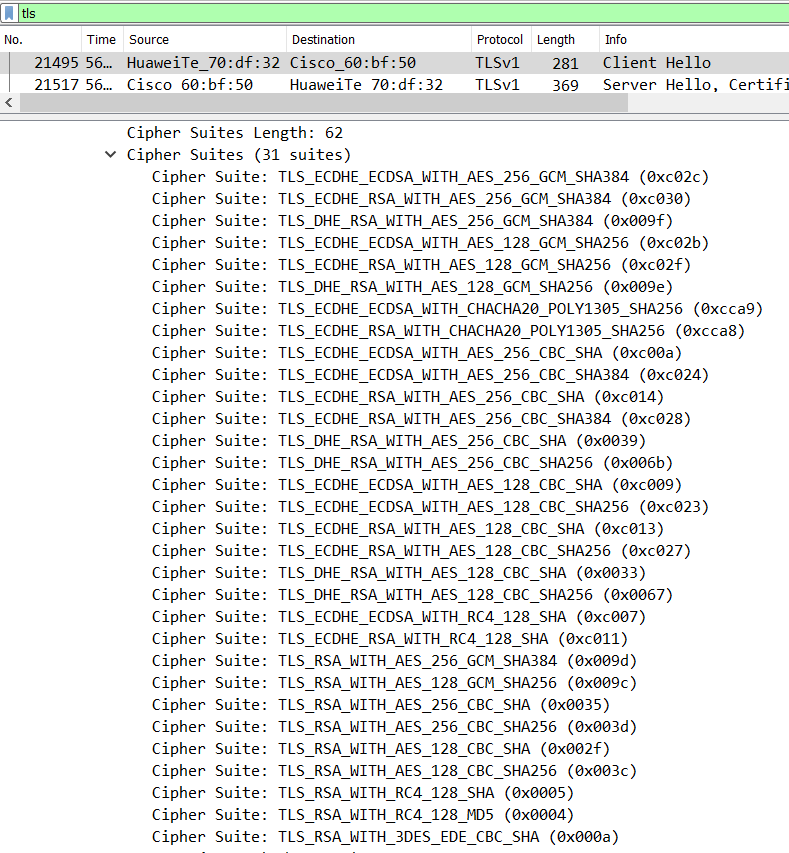 tls
No. Time Source Destination Protocol Length Info
21495 56… HuaweiTe_70:df:32 Cisco_60:bf:50 TLSv1 281 Client Hello
21517 56… Cisco_60:bf:50 HuaweiTe_70:df:32 TLSv1 369 Server Hello, Certifi
Cipher Suites Length: 62
Cipher Suites (31 suites)
Cipher Suite: TLS_ECDHE_ECDSA_WITH_AES_256_GCM_SHA384 (0xc02c)
Cipher Suite: TLS_ECDHE_RSA_WITH_AES_256_GCM_SHA384 (0xc030)
Cipher Suite: TLS_DHE_RSA_WITH_AES_256_GCM_SHA384 (0x009f)
Cipher Suite: TLS_ECDHE_ECDSA_WITH_AES_128_GCM_SHA256 (0xc02b)
Cipher Suite: TLS_ECDHE_RSA_WITH_AES_128_GCM_SHA256 (0xc02f)
Cipher Suite: TLS_DHE_RSA_WITH_AES_128_GCM_SHA256 (0x009e)
Cipher Suite: TLS_ECDHE_ECDSA_WITH_CHACHA20_POLY1305_SHA256 (0xcca9)
Cipher Suite: TLS_ECDHE_RSA_WITH_CHACHA20_POLY1305_SHA256 (0xcca8)
Cipher Suite: TLS_ECDHE_ECDSA_WITH_AES_256_CBC_SHA (0xc00a)
Cipher Suite: TLS_ECDHE_ECDSA_WITH_AES_256_CBC_SHA384 (0xc024)
Cipher Suite: TLS_ECDHE_RSA_WITH_AES_256_CBC_SHA (0xc014)
Cipher Suite: TLS_ECDHE_RSA_WITH_AES_256_CBC_SHA384 (0xc028)
Cipher Suite: TLS_DHE_RSA_WITH_AES_256_CBC_SHA (0x0039)
Cipher Suite: TLS_DHE_RSA_WITH_AES_256_CBC_SHA256 (0x006b)
Cipher Suite: TLS_ECDHE_ECDSA_WITH_AES_128_CBC_SHA (0xc009)
Cipher Suite: TLS_ECDHE_ECDSA_WITH_AES_128_CBC_SHA256 (0xc023)
Cipher Suite: TLS_ECDHE_RSA_WITH_AES_128_CBC_SHA (0xc013)
Cipher Suite: TLS_ECDHE_RSA_WITH_AES_128_CBC_SHA256 (0xc027)
Cipher Suite: TLS_DHE_RSA_WITH_AES_128_CBC_SHA (0x0033)
Cipher Suite: TLS_DHE_RSA_WITH_AES_128_CBC_SHA256 (0x0067)
Cipher Suite: TLS_ECDHE_ECDSA_WITH_RC4_128_SHA (0xc007)
Cipher Suite: TLS_ECDHE_RSA_WITH_RC4_128_SHA (0xc011)
Cipher Suite: TLS_RSA_WITH_AES_256_GCM_SHA384 (0x009d)
Cipher Suite: TLS_RSA_WITH_AES_128_GCM_SHA256 (0x009c)
Cipher Suite: TLS_RSA_WITH_AES_256_CBC_SHA (0x0035)
Cipher Suite: TLS_RSA_WITH_AES_256_CBC_SHA256 (0x003d)
Cipher Suite: TLS_RSA_WITH_AES_128_CBC_SHA (0x002f)
Cipher Suite: TLS_RSA_WITH_AES_128_CBC_SHA256 (0x003c)
Cipher Suite: TLS_RSA_WITH_RC4_128_SHA (0x0005)
Cipher Suite: TLS_RSA_WITH_RC4_128_MD5 (0x0004)
Cipher Suite: TLS_RSA_WITH_3DES_EDE_CBC_SHA (0x000a)